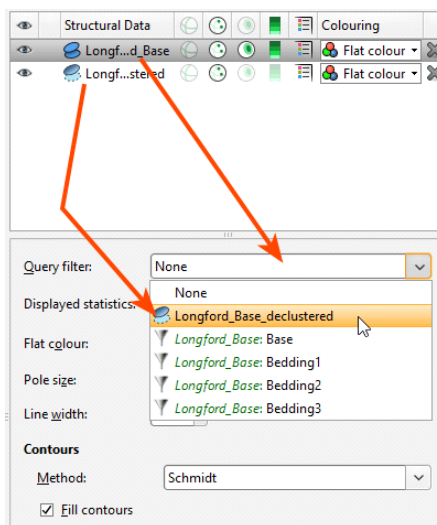 Structural Data Colouring
Longf...d_Base Flat colour
Longf...stered Flat colour
Query filter: None
None
Displayed statistics:
Longford_Base_declustered
Flat colour:
Longford_Base: Base
Longford_Base: Bedding1
Pole size:
Longford_Base: Bedding2
Line width:
Longford_Base: Bedding3
Contours
Method: Schmidt
Fill contours